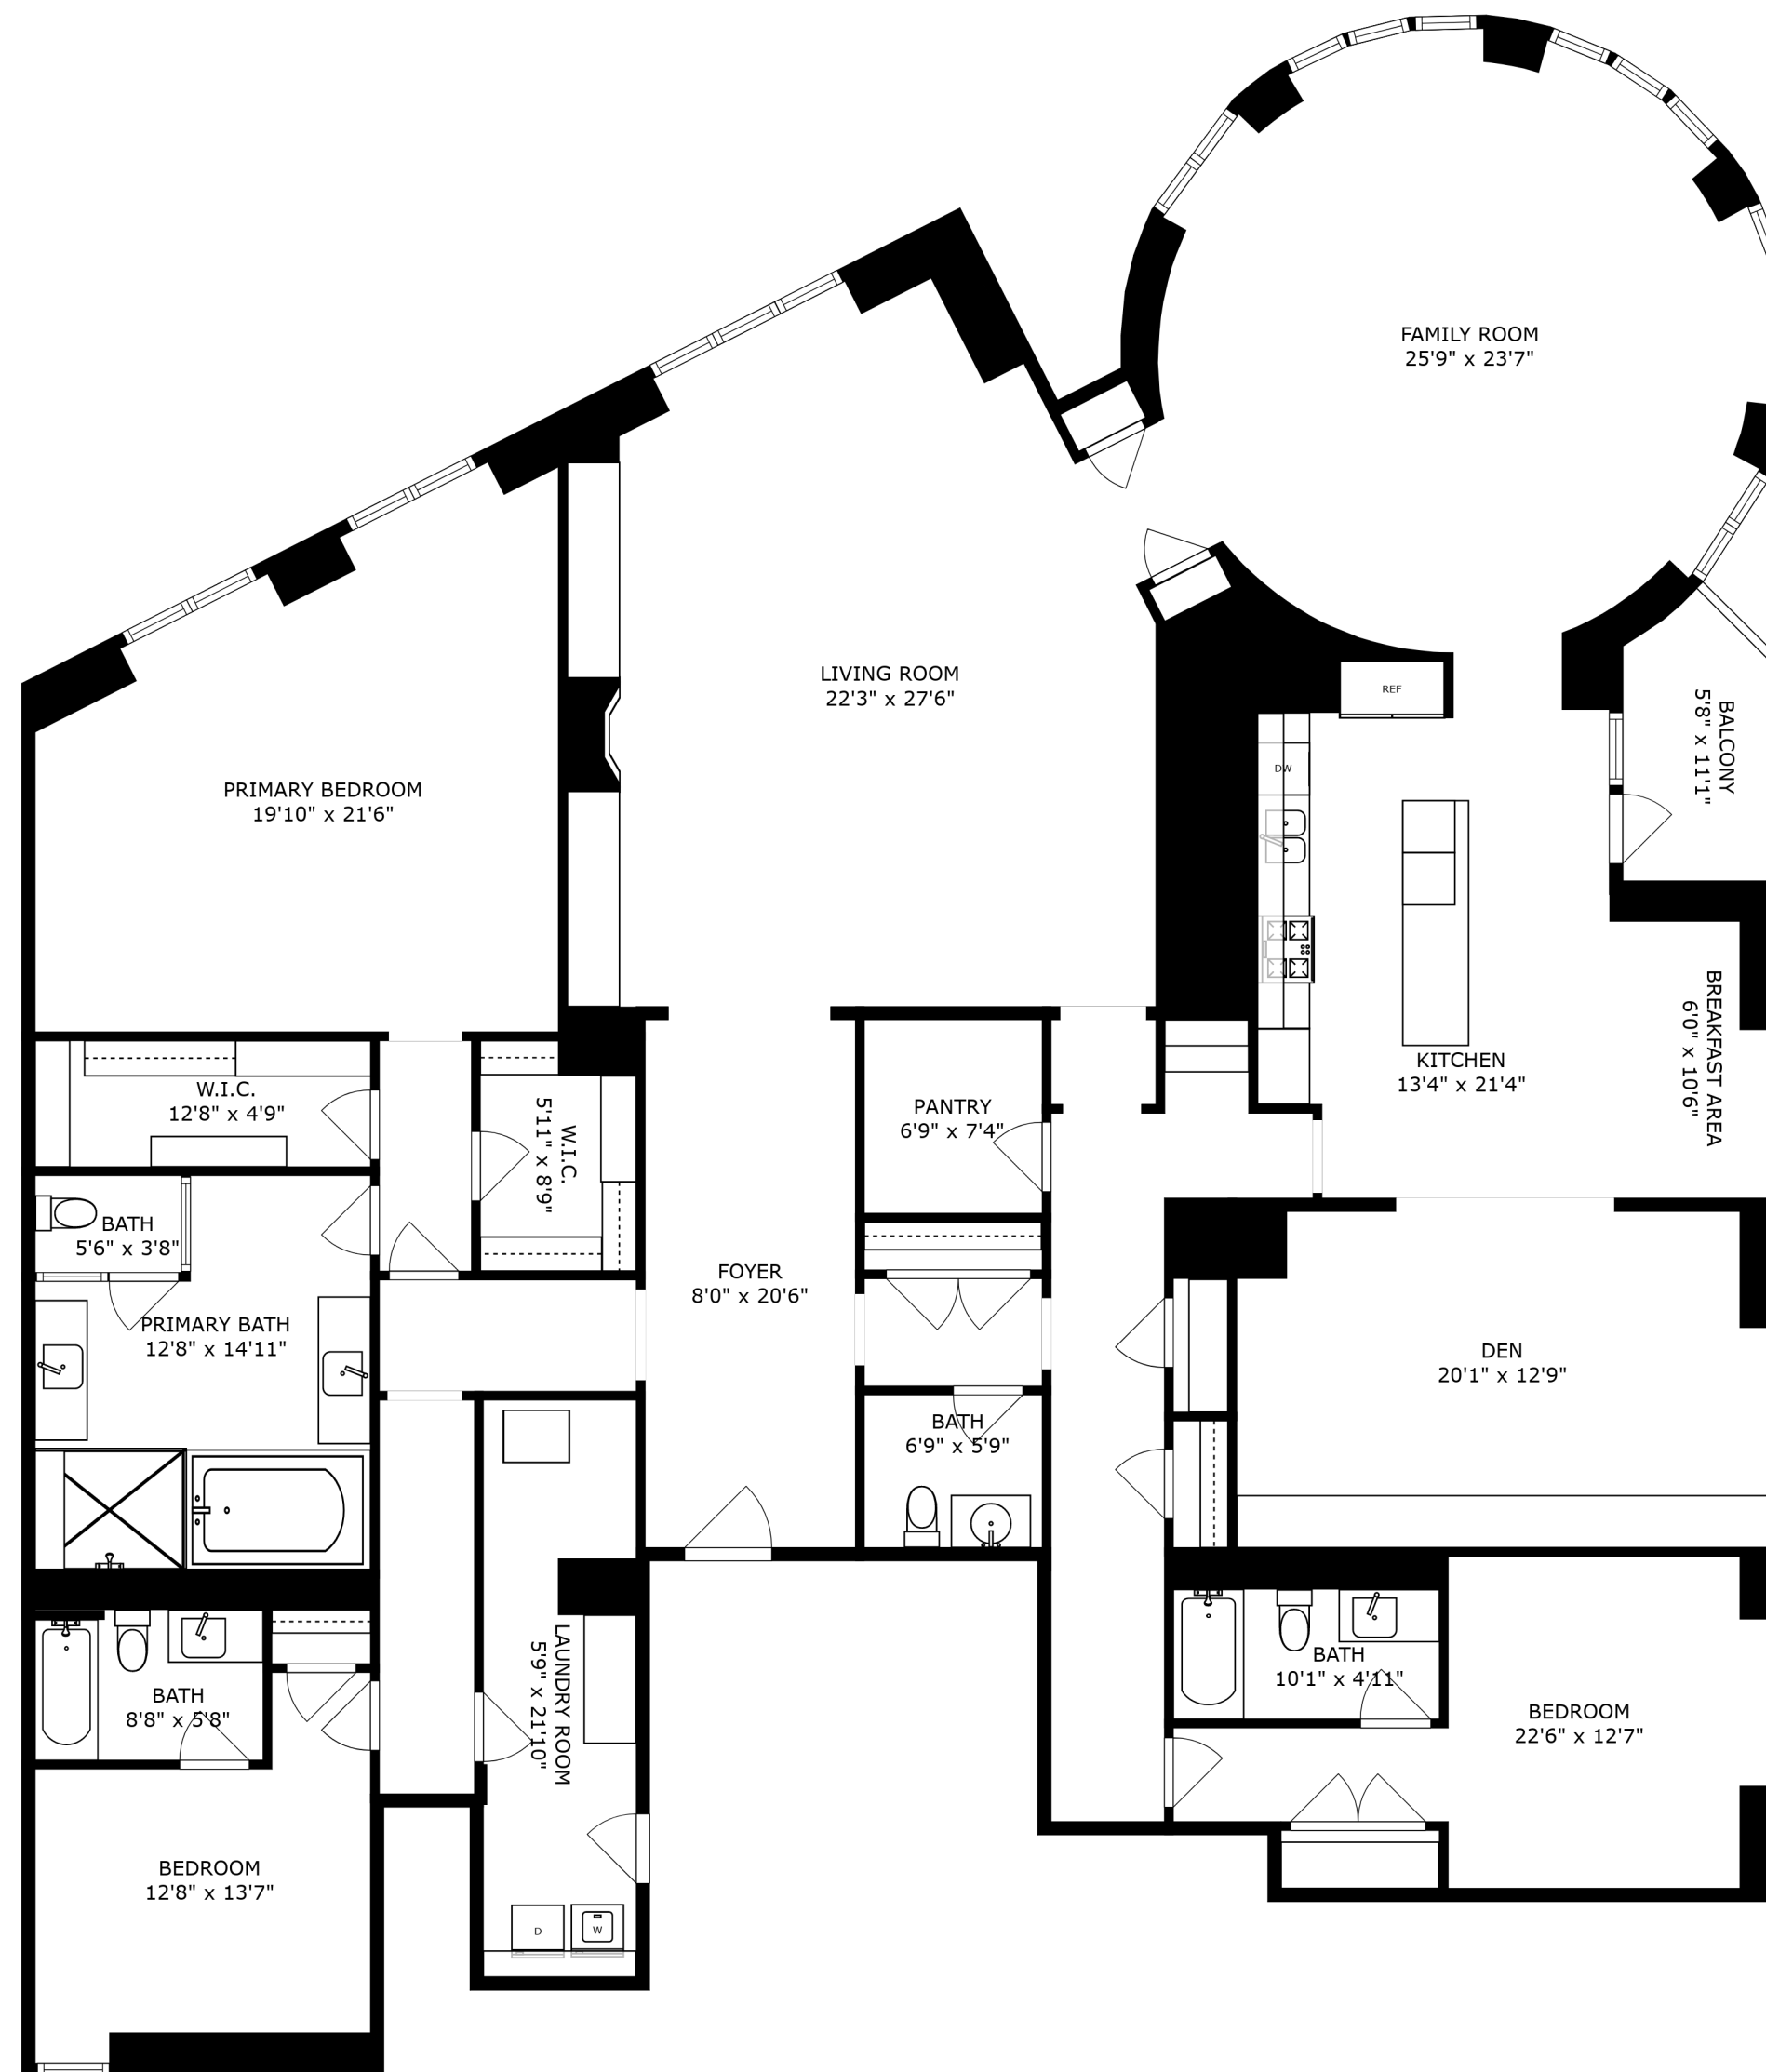 FAMILY ROOM
25'9" x 23'7"
LIVING ROOM
22'3" x 27'6"
REF
BALCONY
5'8" x 11'1"
DW
PRIMARY BEDROOM
19'10" x 21'6"
BREAKFAST AREA
6'0" x 10'6"
KITCHEN
13'4" x 21'4"
W.I.C.
12'8" x 4'9"
W.I.C.
5'11" x 8'9"
PANTRY
6'9" x 7'4"
BATH
5'6" x 3'8"
FOYER
8'0" x 20'6"
PRIMARY BATH
12'8" x 14'11"
DEN
20'1" x 12'9"
BATH
6'9" x 5'9"
LAUNDRY ROOM
5'9" x 21'10"
BATH
10'1" x 4'11"
BATH
8'8" x 5'8"
BEDROOM
22'6" x 12'7"
BEDROOM
12'8" x 13'7"
D
W